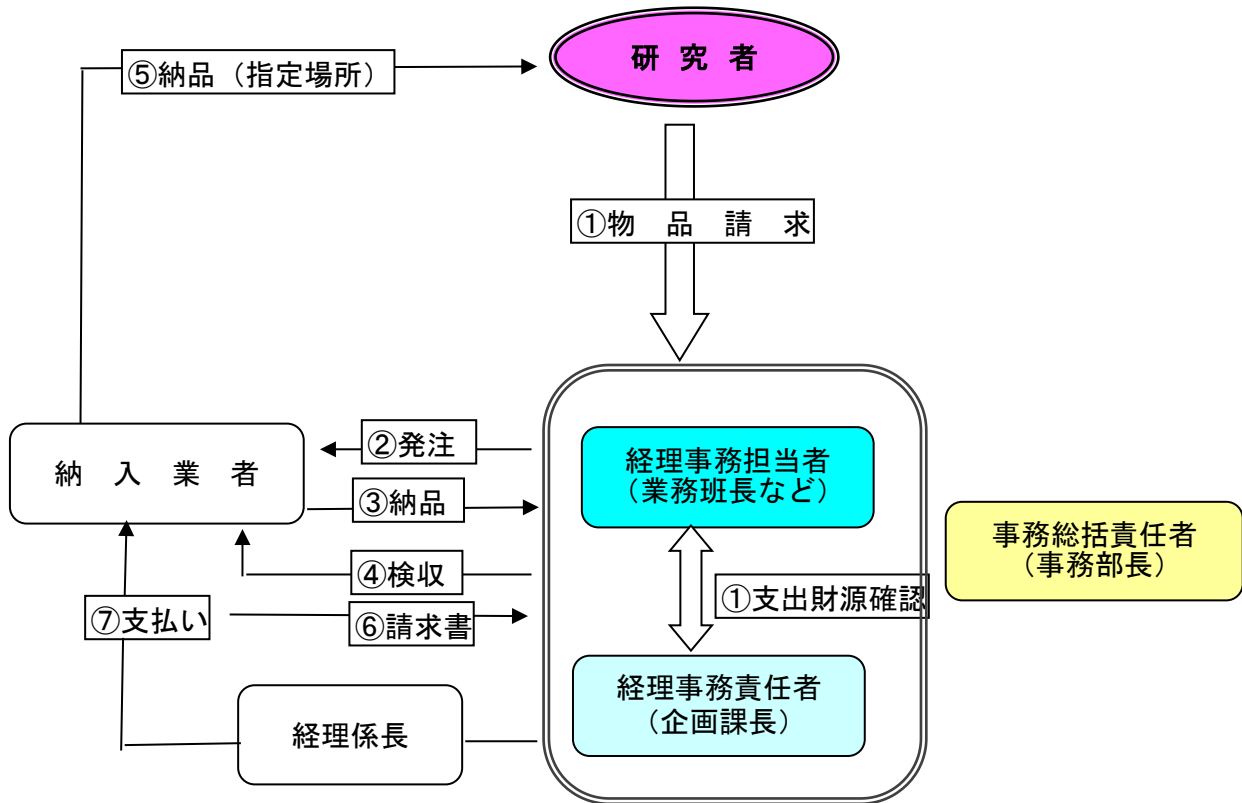 研 究 者
⑤納品（指定場所）
①物 品 請 求
②発注
経理事務担当者
（業務班長など）
納 入 業 者
③納品
事務総括責任者
（事務部長）
④検収
①支出財源確認
⑦支払い
⑥請求書
経理事務責任者
（企画課長）
経理係長